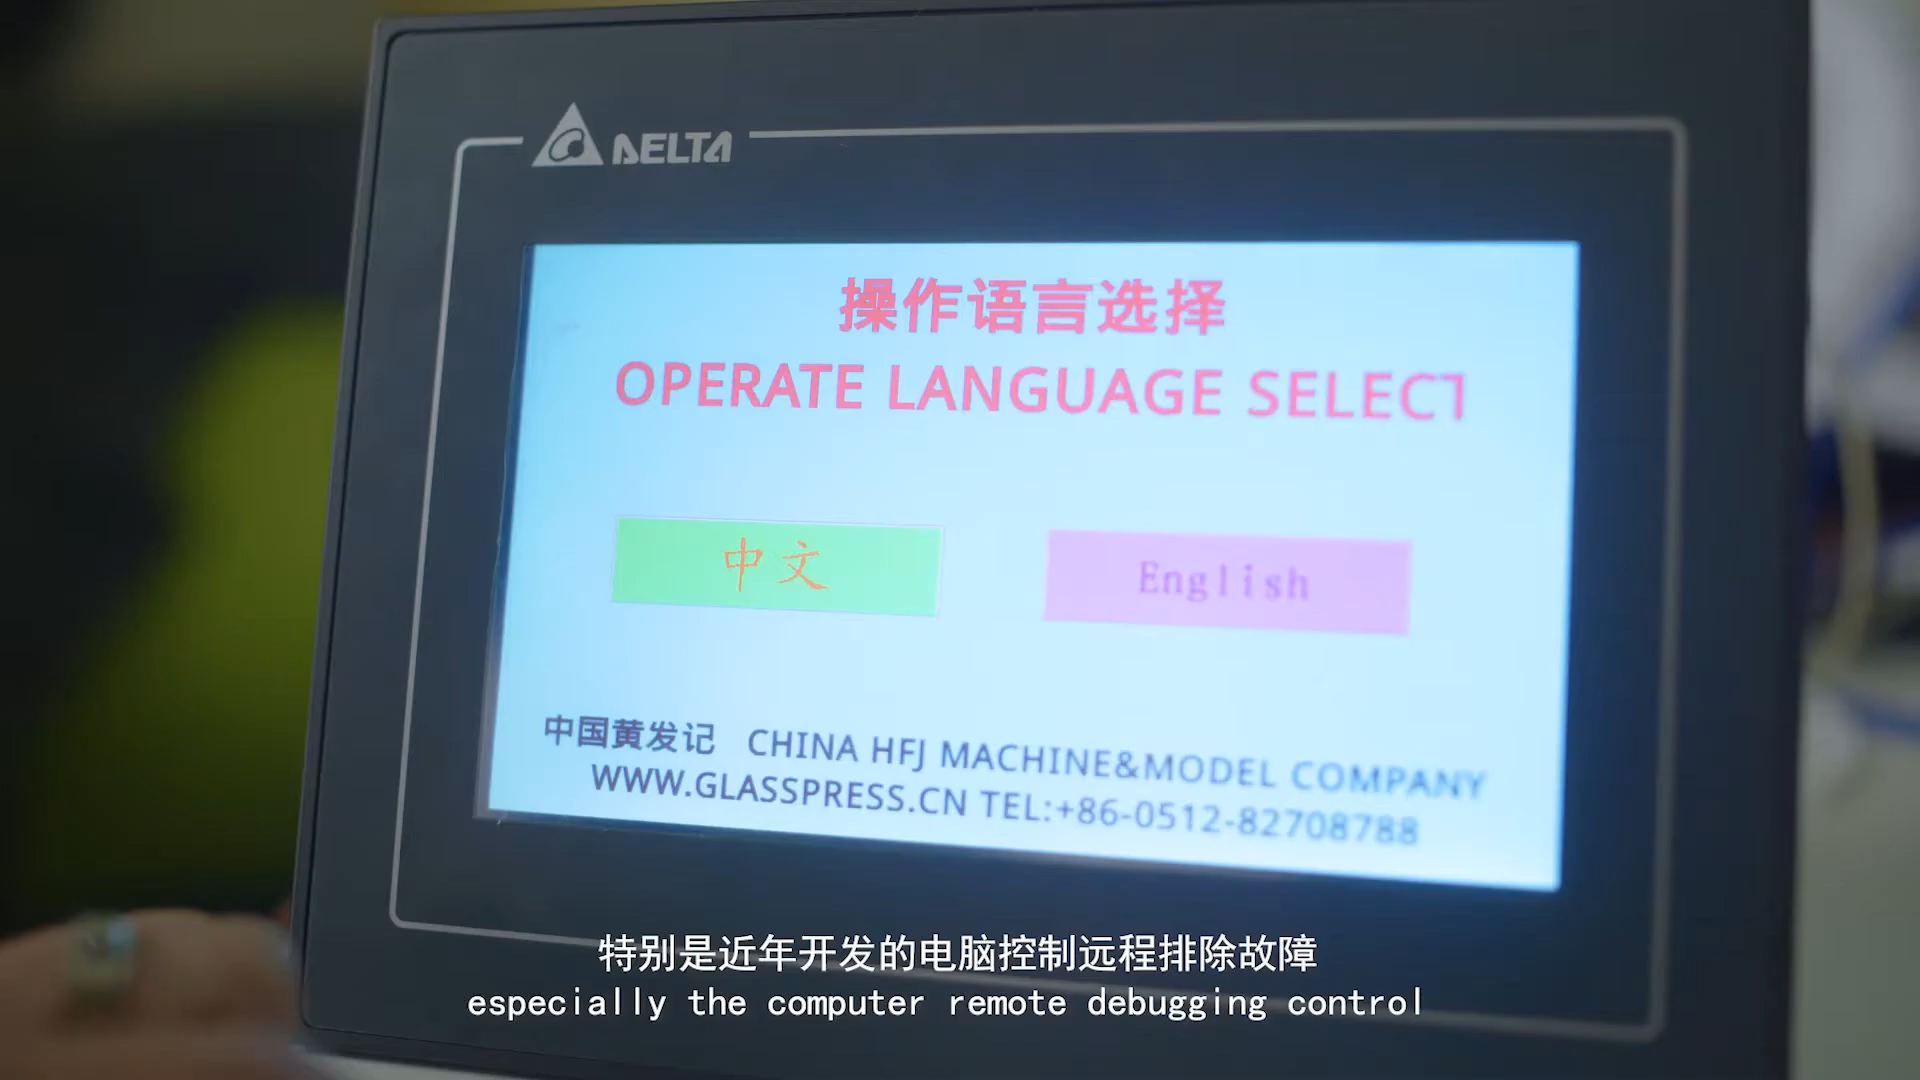 DELTA
操作语言选择
OPERATE LANGUAGE SELECT
中文
English
中国黄发记 CHINA HFJ MACHINE&MODEL COMPANY
WWW.GLASSPRESS.CN TEL:+86-0512-82708788
特别是近年开发的电脑控制远程排除故障
especially the computer remote debugging control